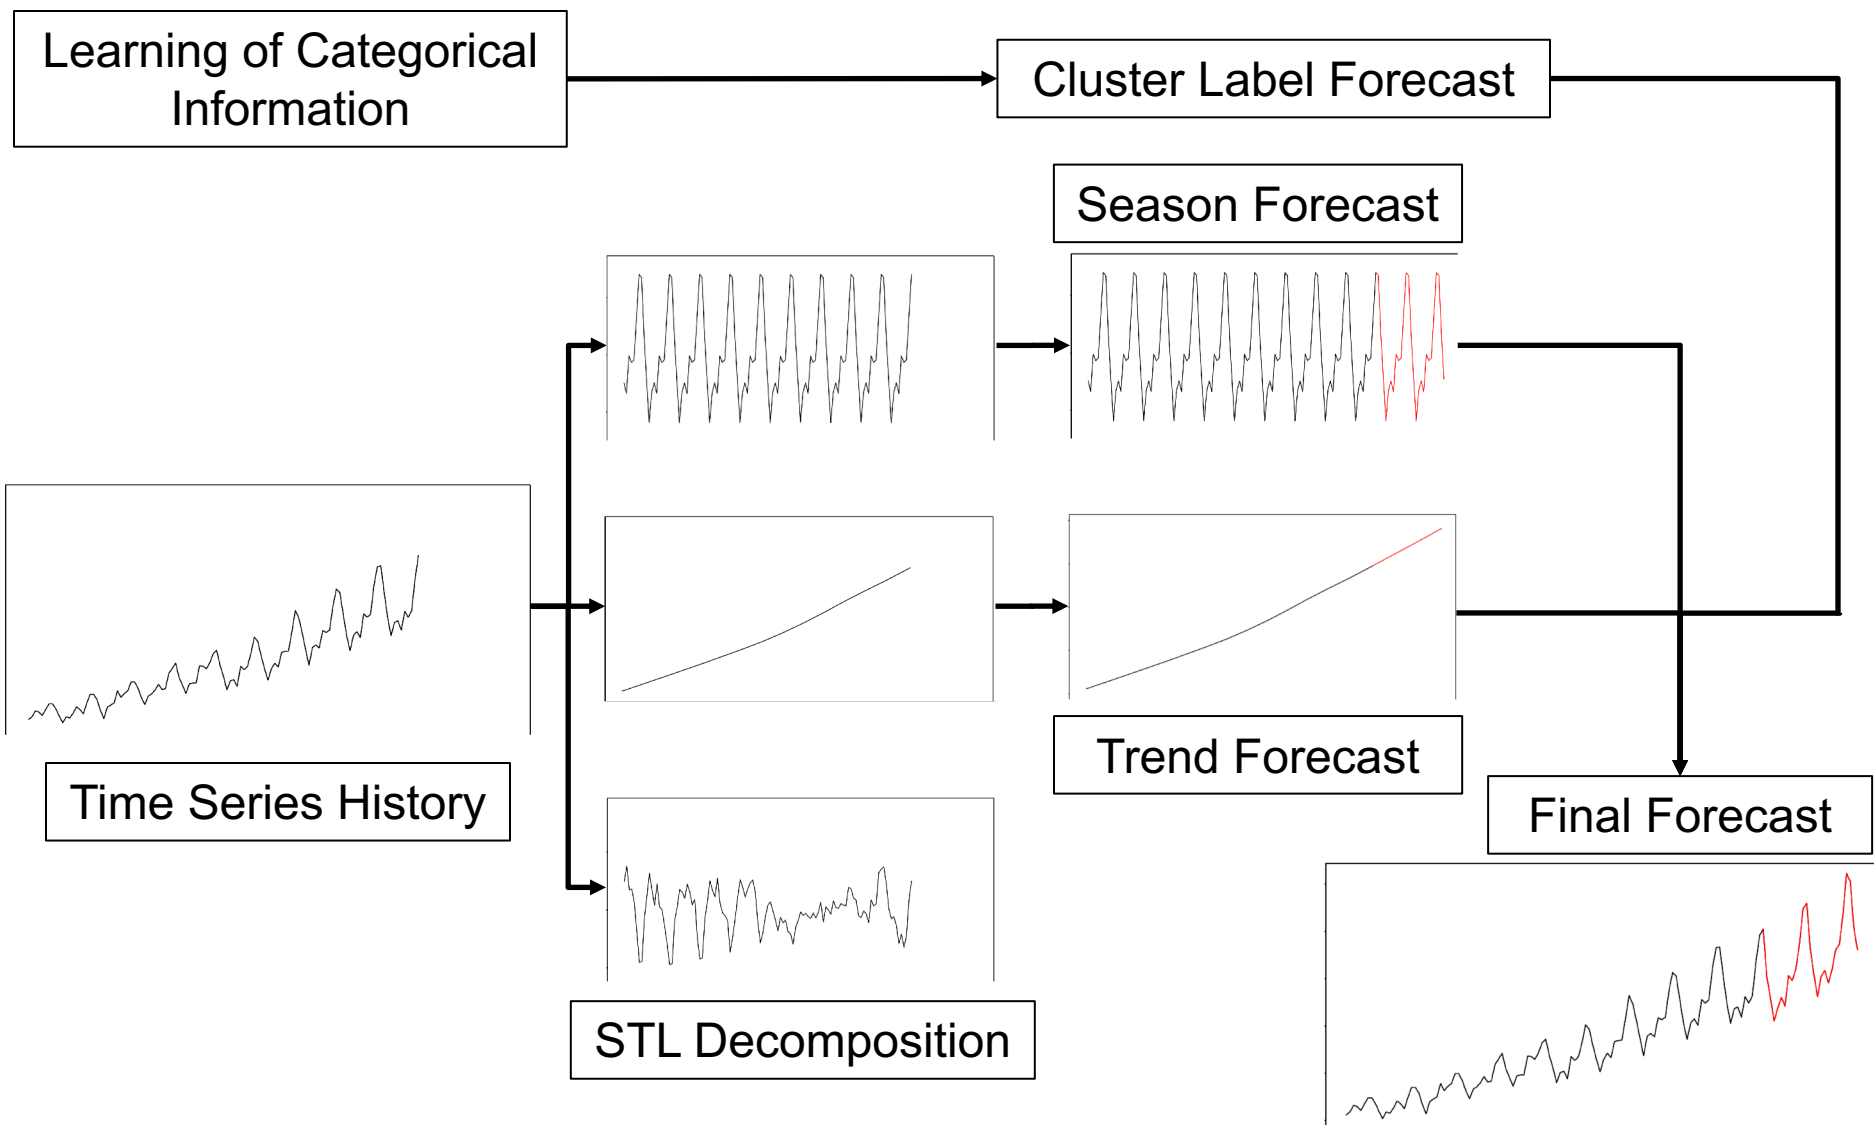 Learning of Categorical
Information
Cluster Label Forecast
Season Forecast
Time Series History
Trend Forecast
Final Forecast
STL Decomposition